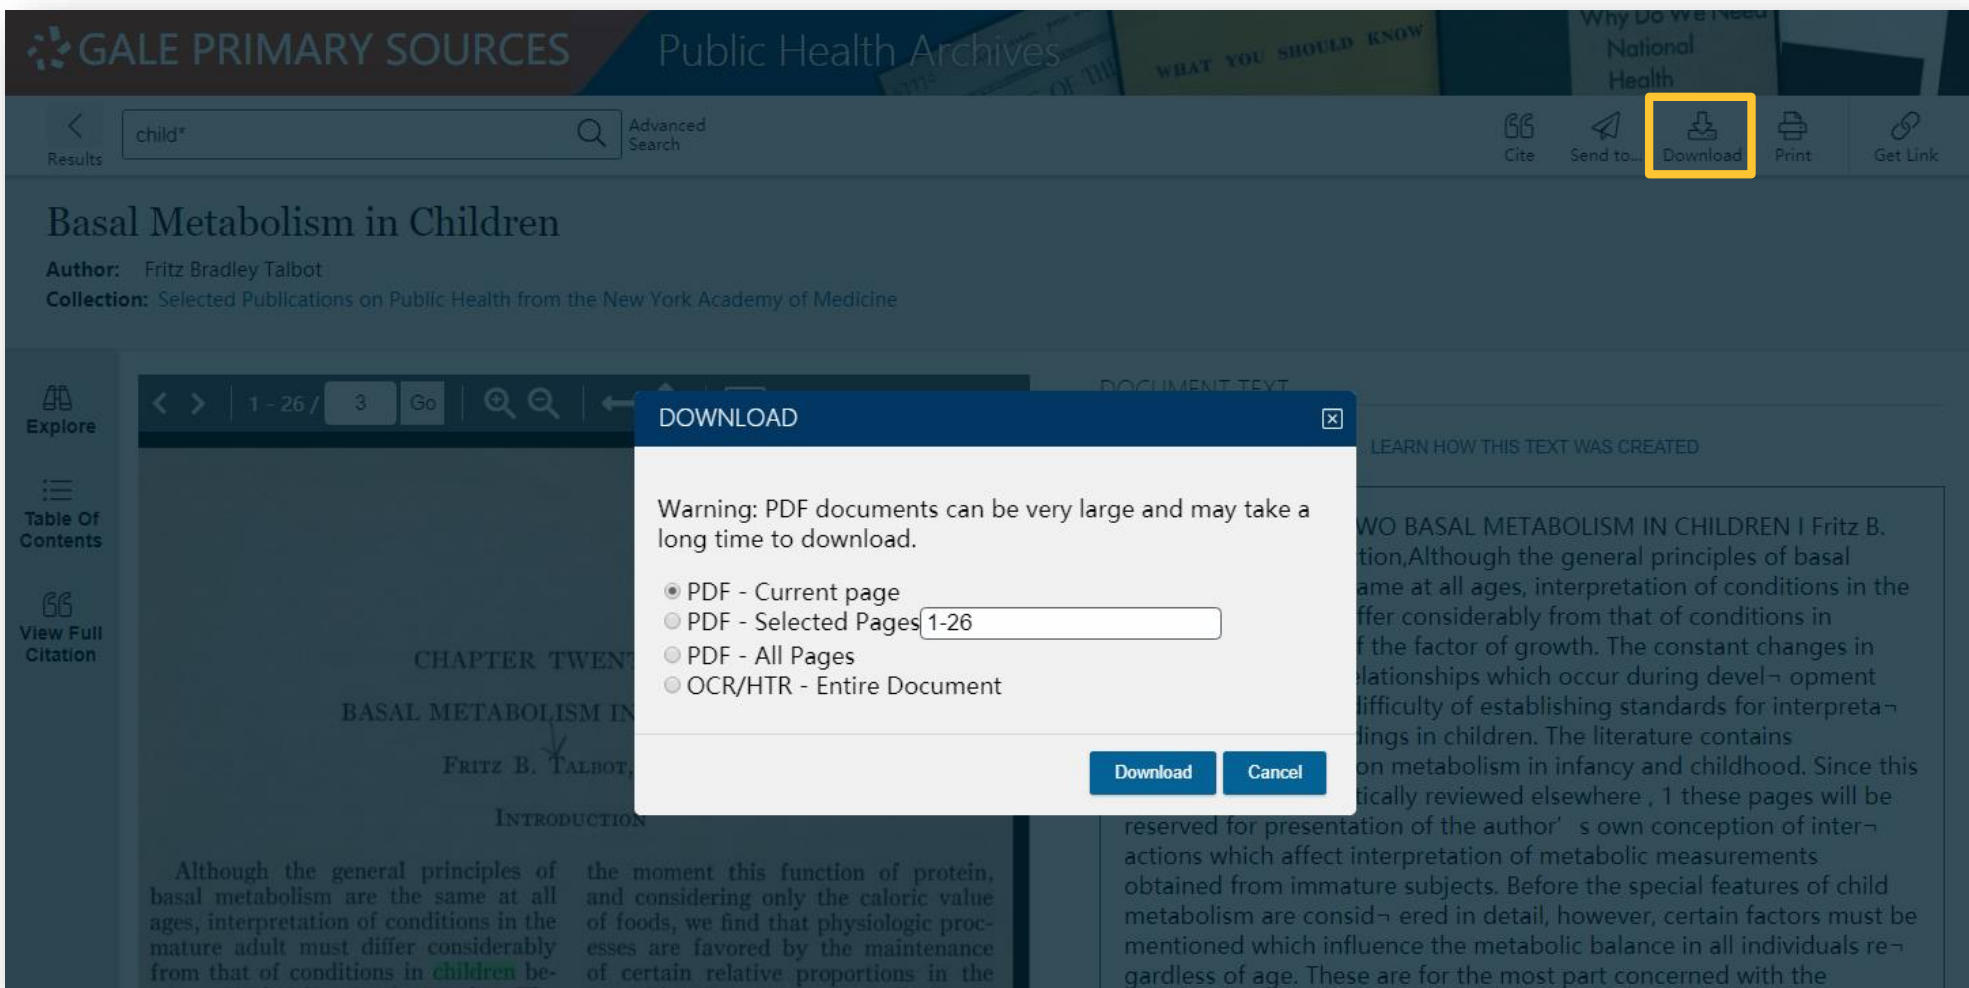 GALE PRIMARY SOURCES
Public Health Archives
WHAT YOU SHOULD KNOW
Why Do We Need
National
Health
Results
child*
Advanced
Search
Cite
Send to...
Download
Print
Get Link
Basal Metabolism in Children
Author: Fritz Bradley Talbot
Collection: Selected Publications on Public Health from the New York Academy of Medicine
Explore
Table Of
Contents
View Full
Citation
1 - 26 / 3 Go
CHAPTER TWENT
BASAL METABOLISM IN
FRITZ B. TALBOT,
INTRODUCTION
Although the general principles of
basal metabolism are the same at all
ages, interpretation of conditions in the
mature adult must differ considerably
from that of conditions in children be-
the moment this function of protein,
and considering only the caloric value
of foods, we find that physiologic proc-
esses are favored by the maintenance
of certain relative proportions in the
DOWNLOAD
Warning: PDF documents can be very large and may take a
long time to download.
PDF - Current page
PDF - Selected Pages 1-26
PDF - All Pages
OCR/HTR - Entire Document
Download
Cancel
DOCUMENT TEXT
LEARN HOW THIS TEXT WAS CREATED
WO BASAL METABOLISM IN CHILDREN I Fritz B.
tion,Although the general principles of basal
ame at all ages, interpretation of conditions in the
ffer considerably from that of conditions in
f the factor of growth. The constant changes in
elationships which occur during devel¬ opment
difficulty of establishing standards for interpreta¬
dings in children. The literature contains
on metabolism in infancy and childhood. Since this
tically reviewed elsewhere , 1 these pages will be
reserved for presentation of the author' s own conception of inter¬
actions which affect interpretation of metabolic measurements
obtained from immature subjects. Before the special features of child
metabolism are consid¬ ered in detail, however, certain factors must be
mentioned which influence the metabolic balance in all individuals re¬
gardless of age. These are for the most part concerned with the